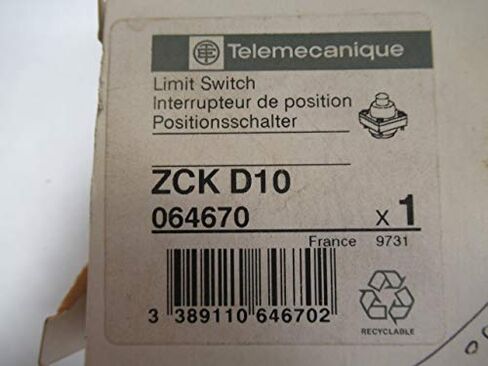 Telemecanique
Limit Switch
Interrupteur de position
Positionsschalter
ZCK D10
064670 x 1
France 9731
3 389110 646702
RECYCLABLE